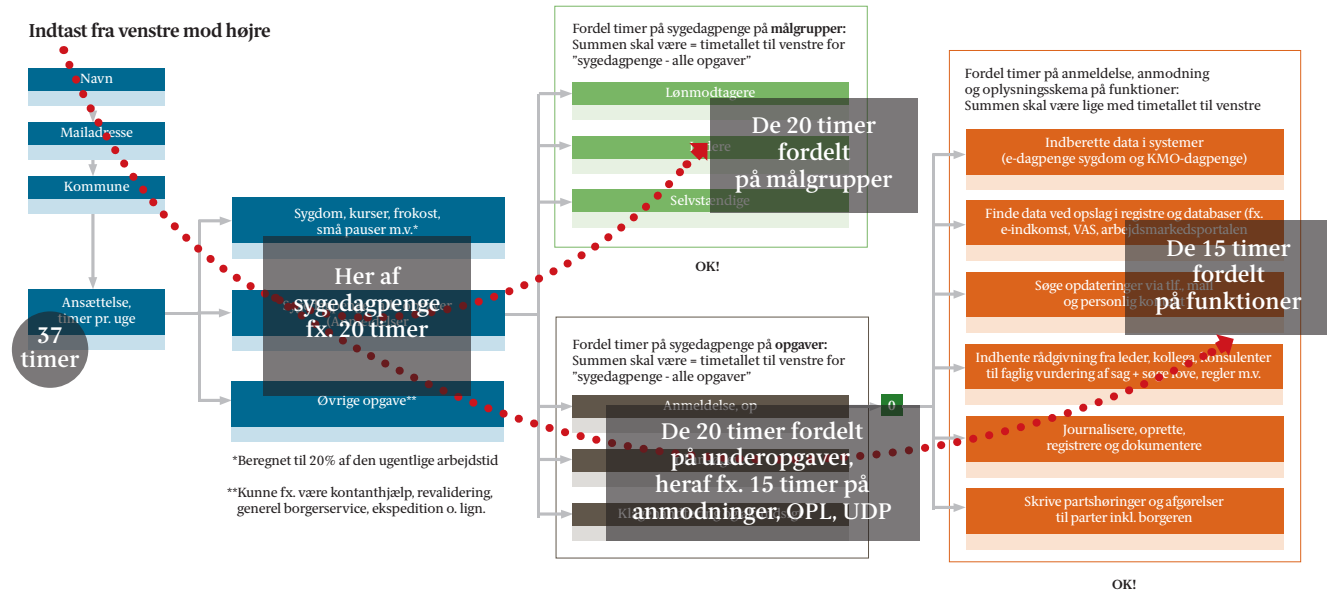 Indtast fra venstre mod højre
Navn
Mailadresse
Kommune
Ansættelse,
timer pr. uge
37
timer
Sygdom, kurser, frokost,
små pauser m.v.*
Her af
sygedagpenge
fx. 20 timer
(Anmeldelser
Øvrige opgave**
*Beregnet til 20% af den ugentlige arbejdstid
**Kunne fx. være kontanthjælp, revalidering,
generel borgerservice, ekspedition o. lign.
Fordel timer på sygedagpenge på målgrupper:
Summen skal være = timetallet til venstre for
"sygedagpenge - alle opgaver"
Lønmodtagere
Selvstændige
De 20 timer
fordelt
på målgrupper
OK!
Fordel timer på sygedagpenge på opgaver:
Summen skal være = timetallet til venstre for
"sygedagpenge - alle opgaver"
Anmeldelse, op
0
De 20 timer fordelt
på underopgaver,
heraf fx. 15 timer på
anmodninger, OPL, UDP
Fordel timer på anmeldelse, anmodning
og oplysningsskema på funktioner:
Summen skal være lige med timetallet til venstre
Indberette data i systemer
(e-dagpenge sygdom og KMO-dagpenge)
Finde data ved opslag i registre og databaser (fx.
e-indkomst, VAS, arbejdsmarkedsportalen
Søge opdateringer via tlf., mail
og personlig
De 15 timer
fordelt
på funktioner
Indhente rådgivning fra leder, kollega, konsulenter
til faglig vurdering af sag + søge love, regler m.v.
Journalisere, oprette,
registrere og dokumentere
Skrive partshøringer og afgørelser
til parter inkl. borgeren
OK!